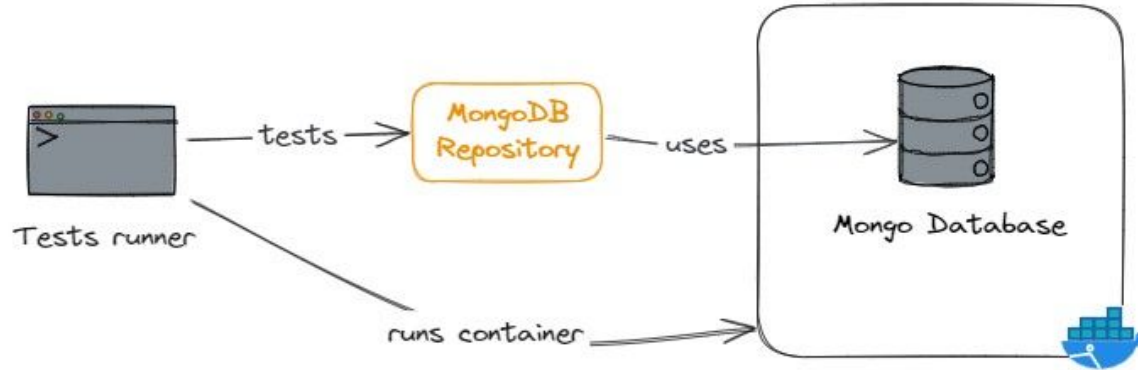 MongoDB
Repository
tests
uses
Tests runner
Mongo Database
runs container